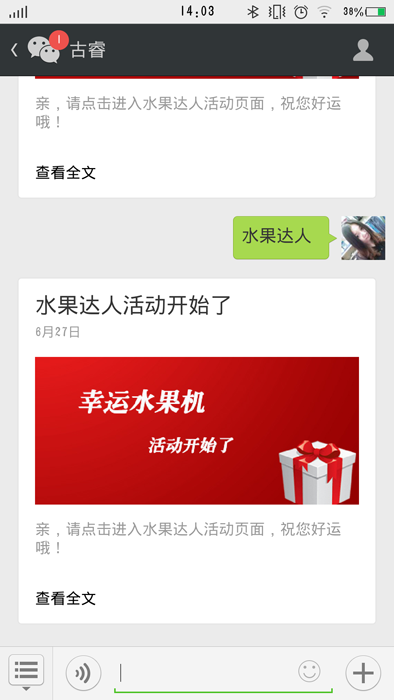 14:03
38%
1
古睿
亲，请点击进入水果达人活动页面，祝您好运
哦！
查看全文
水果达人
水果达人活动开始了
6月27日
幸运水果机
活动开始了
亲，请点击进入水果达人活动页面，祝您好运
哦！
查看全文